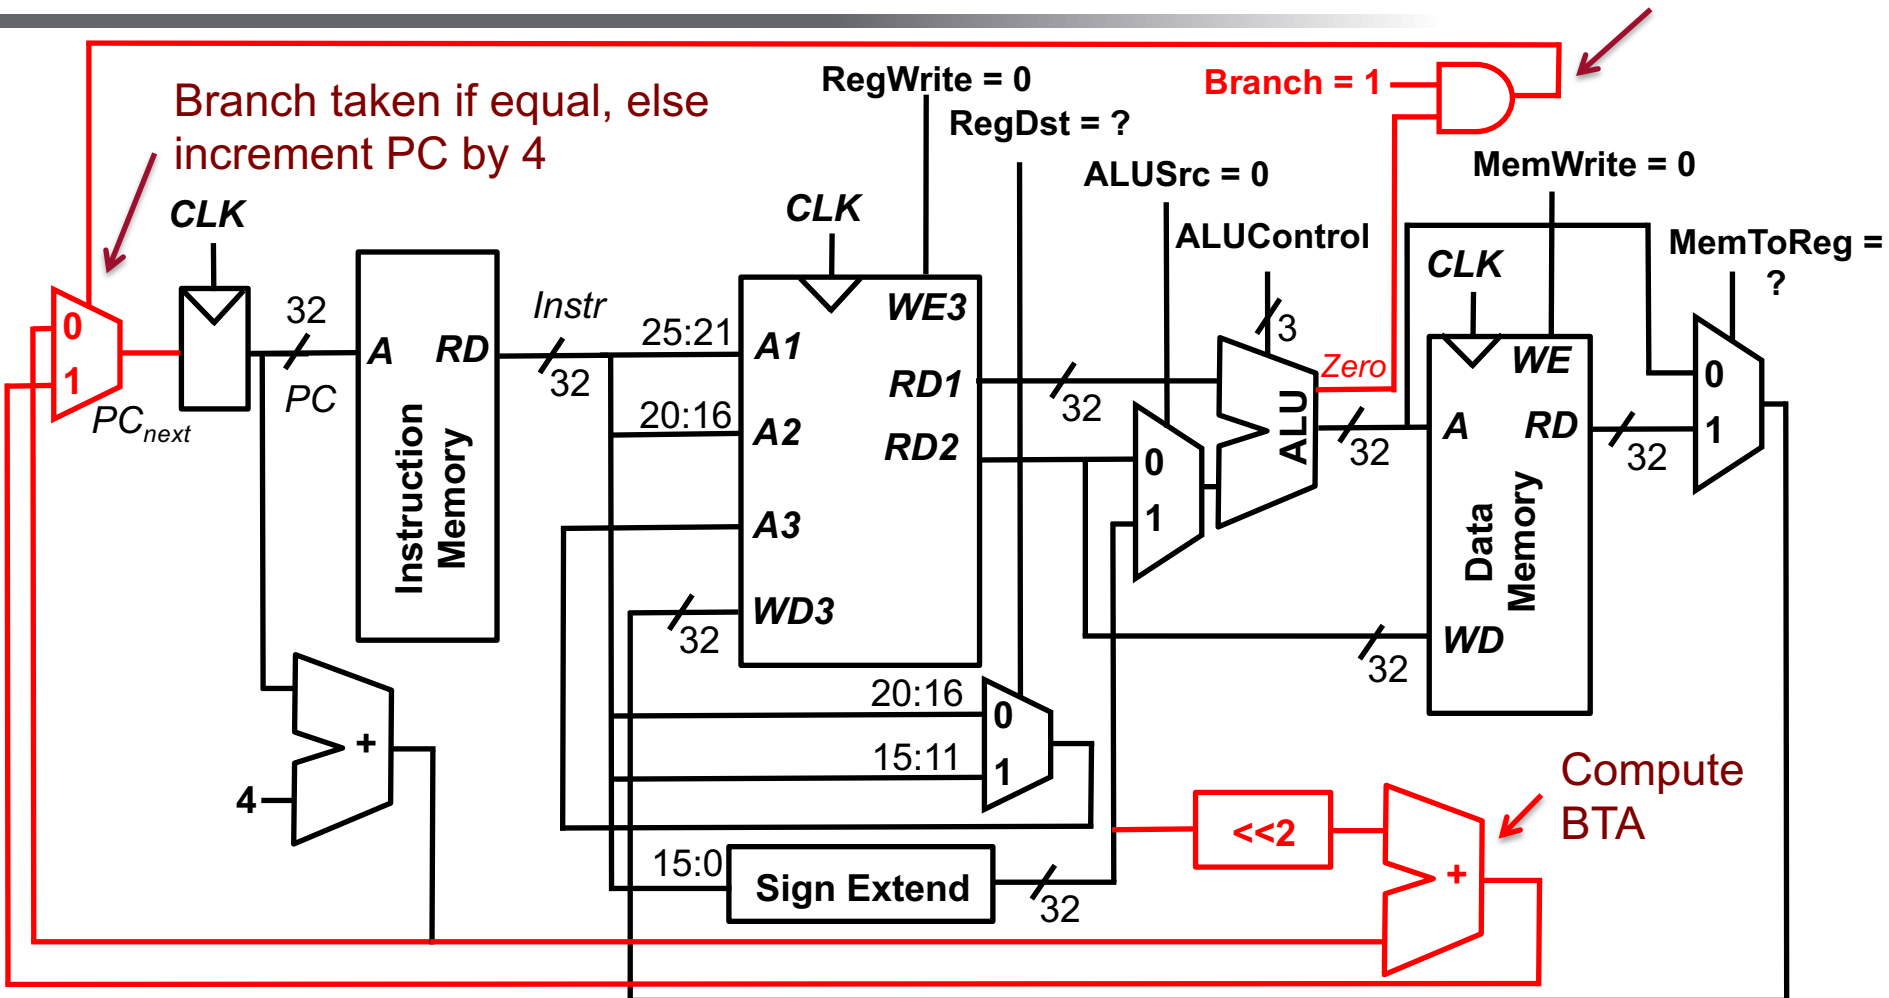 RegWrite = 0
Branch = 1
Branch taken if equal, else
increment PC by 4
RegDst = ?
ALUSrc = 0
MemWrite = 0
CLK
CLK
ALUControl
MemToReg =
?
CLK
32
Instr
25:21
WE3
3
0
1
PCnext
PC
A
RD
32
A1
RD1
32
Zero
WE
0
1
20:16
A2
RD2
0
1
ALU
32
A
RD
32
Instruction
Memory
A3
Data
Memory
WD3
32
WD
32
20:16
0
15:11
1
+
4
Compute
BTA
<<2
+
15:0
Sign Extend
32